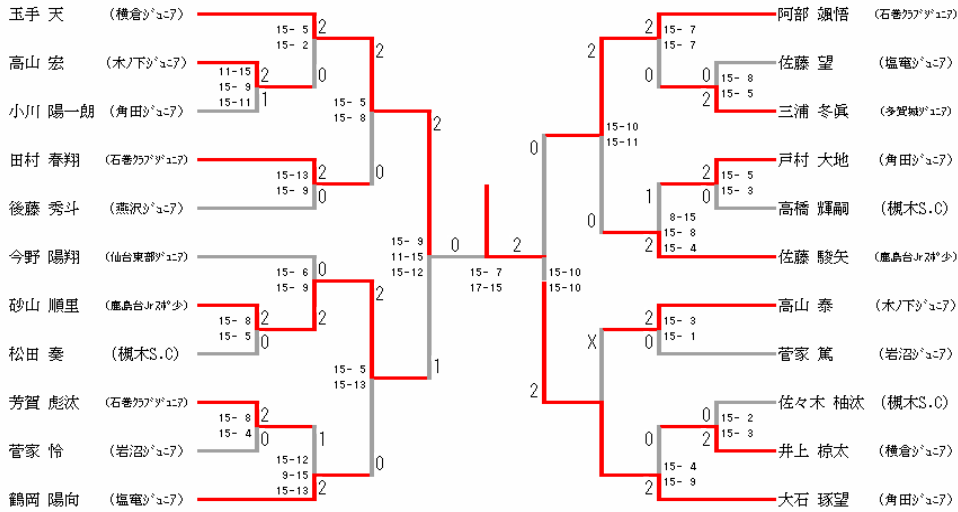 玉手 天 (横倉ジュニア)
高山 宏 (木ノ下ジュニア)
小川 陽一朗 (角田ジュニア)
田村 春翔 (石巻クラブジュニア)
後藤 秀斗 (燕沢ジュニア)
今野 陽翔 (仙台東部ジュニア)
砂山 順里 (鹿島台Jrスポ少)
松田 奏 (槻木S.C)
芳賀 彪汰 (石巻クラブジュニア)
菅家 怜 (岩沼ジュニア)
鶴岡 陽向 (塩竈ジュニア)
15- 5 2
15- 2 0
11-15 2
15- 9
15-11 1
15- 5 2
15- 8 0
15-13 2
15- 9 0
15- 9 2
11-15
15-12 1
15- 6 0
15- 9 2
15- 8 2
15- 5 0
15- 5 2
15-13 0
15- 8 2
15- 4 0
15-12 1
9-15
15-13 2
0 2
15- 7
17-15
阿部 颯悟 (石巻クラブジュニア)
佐藤 望 (塩竈ジュニア)
三浦 冬眞 (多賀城ジュニア)
戸村 大地 (角田ジュニア)
高橋 輝嗣 (槻木S.C)
佐藤 駿矢 (鹿島台Jrスポ少)
高山 泰 (木ノ下ジュニア)
菅家 篤 (岩沼ジュニア)
佐々木 柚汰 (槻木S.C)
井上 椋太 (横倉ジュニア)
大石 琢望 (角田ジュニア)
2 15- 7
0 15- 7
0 15- 8
2 15- 5
2 15-10
0 15-11
2 15- 5
0 15- 3
1 8-15
15- 8
2 15- 4
0 15-10
2 15-10
2 15- 3
0 15- 1
X
0 15- 2
2 15- 3
0 15- 4
2 15- 9